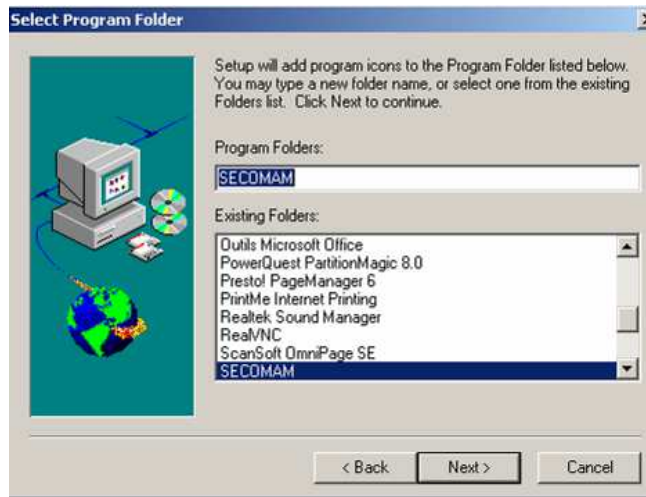 Select Program Folder
Setup will add program icons to the Program Folder listed below.
You may type a new folder name, or select one from the existing
Folders list. Click Next to continue.
Program Folders:
SECOMAM
Existing Folders:
Outils Microsoft Office
PowerQuest PartitionMagic 8.0
Presto! PageManager 6
PrintMe Internet Printing
Realtek Sound Manager
RealVNC
ScanSoft OmniPage SE
SECOMAM
< Back
Next >
Cancel